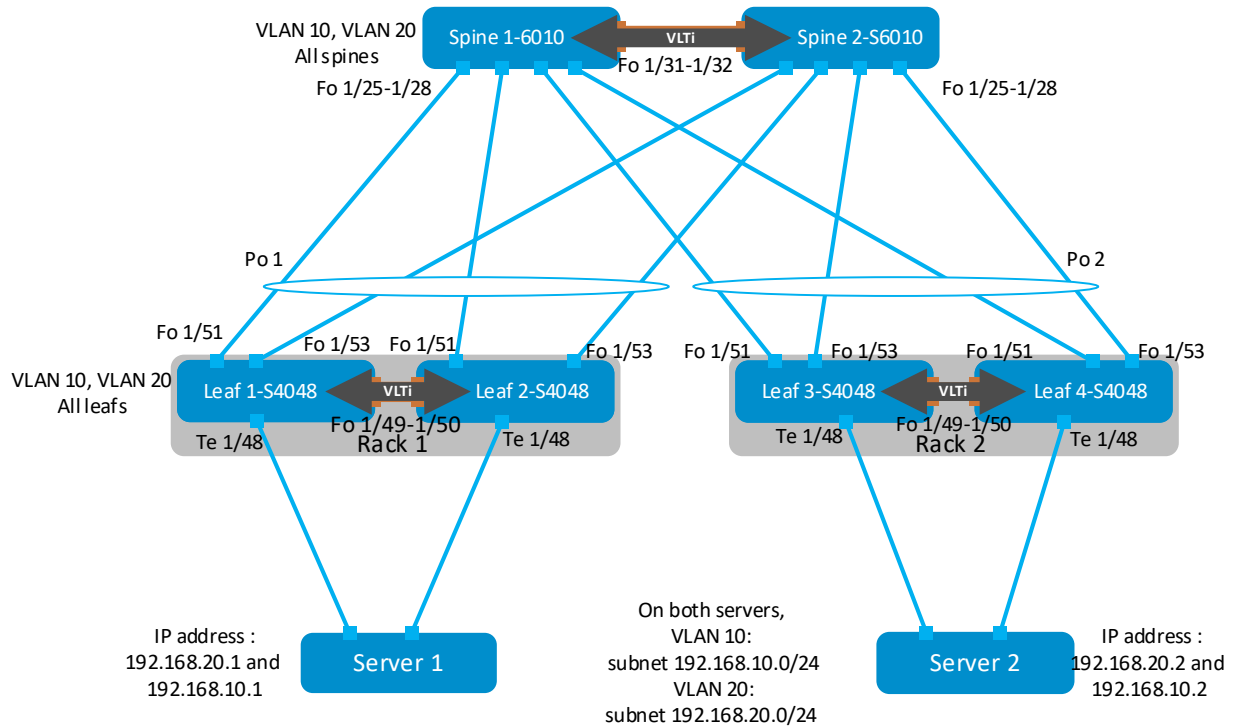 VLAN 10, VLAN 20
All spines
Spine 1-6010
VLTi
Spine 2-S6010
Fo 1/31-1/32
Fo 1/25-1/28
Fo 1/25-1/28
Po 1
Po 2
Fo 1/51
Fo 1/53
Fo 1/51
Fo 1/53
Fo 1/51
Fo 1/53
Fo 1/51
Fo 1/53
VLAN 10, VLAN 20
All leafs
Leaf 1-S4048
VLTi
Leaf 2-S4048
Leaf 3-S4048
VLTi
Leaf 4-S4048
Fo 1/49-1/50
Fo 1/49-1/50
Te 1/48
Rack 1
Te 1/48
Te 1/48
Rack 2
Te 1/48
IP address :
192.168.20.1 and
192.168.10.1
Server 1
On both servers,
VLAN 10:
subnet 192.168.10.0/24
VLAN 20:
subnet 192.168.20.0/24
Server 2
IP address :
192.168.20.2 and
192.168.10.2